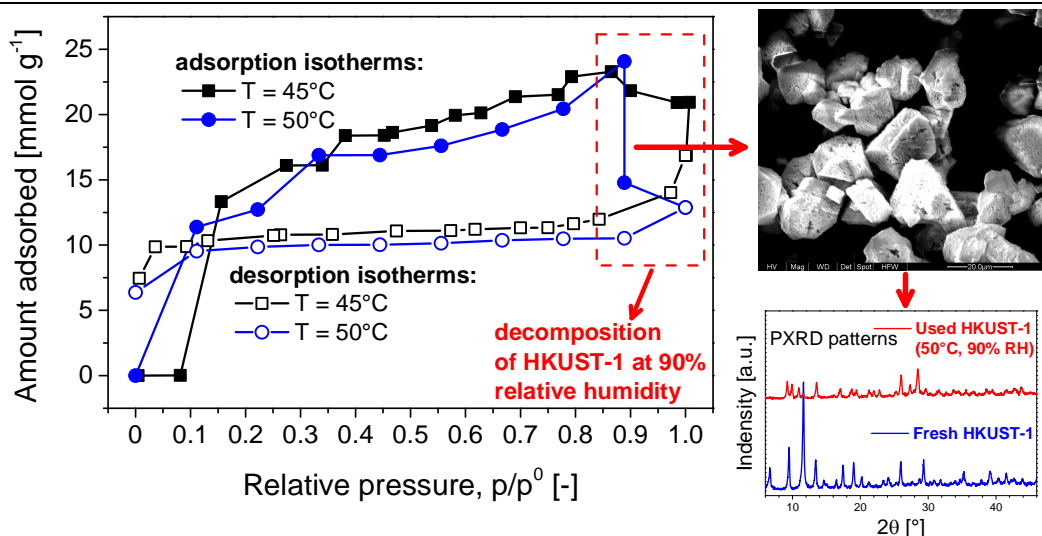 Amount adsorbed [mmol g⁻¹]
25
20
15
10
5
0
adsorption isotherms:
T = 45°C
T = 50°C
desorption isotherms:
T = 45°C
T = 50°C
decomposition
of HKUST-1 at 90%
relative humidity
0 0.1 0.2 0.3 0.4 0.5 0.6 0.7 0.8 0.9 1.0
Relative pressure, p/p⁰ [-]
HV Mag WD Det Spot HFW 20.0µm
Indensity [a.u.]
PXRD patterns
Used HKUST-1
(50°C, 90% RH)
Fresh HKUST-1
10 20 30 40
2θ [°]